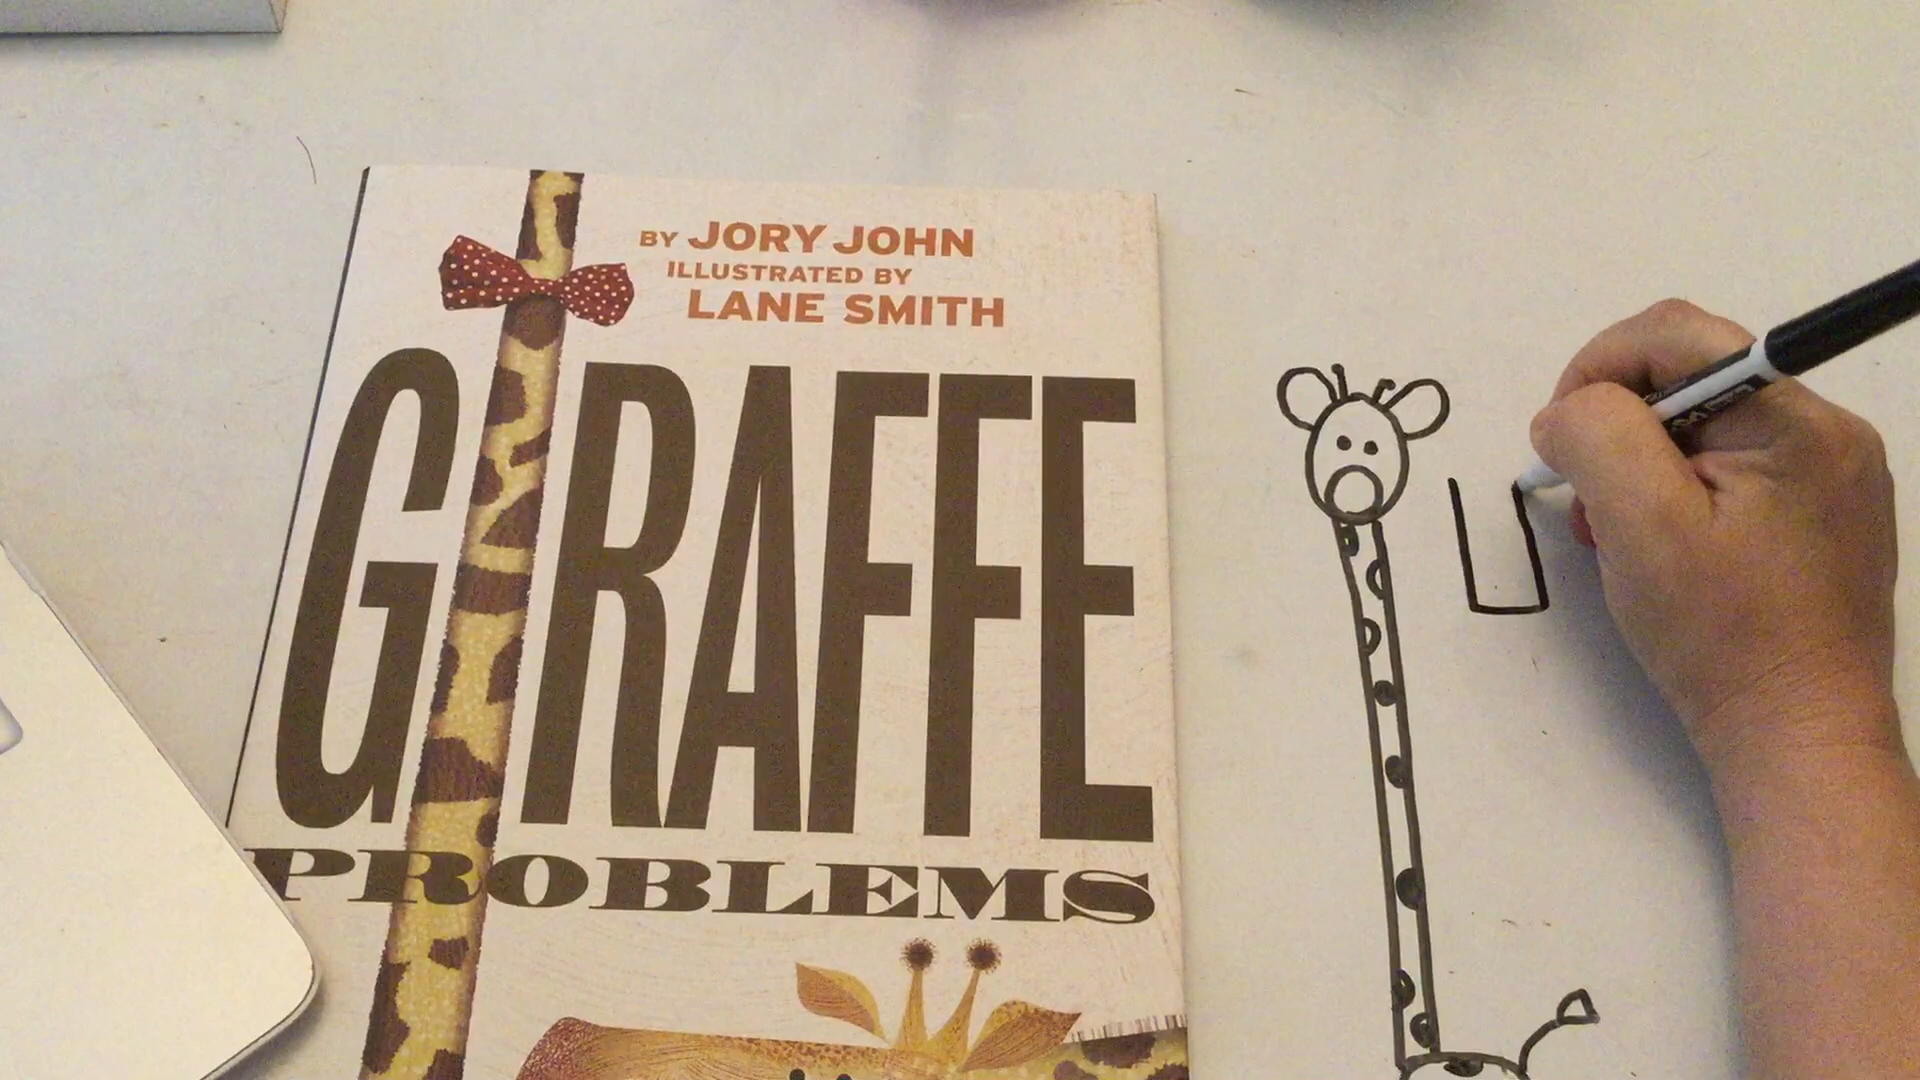 BY JORY JOHN
ILLUSTRATED BY
LANE SMITH
GIRAFFE
PROBLEMS